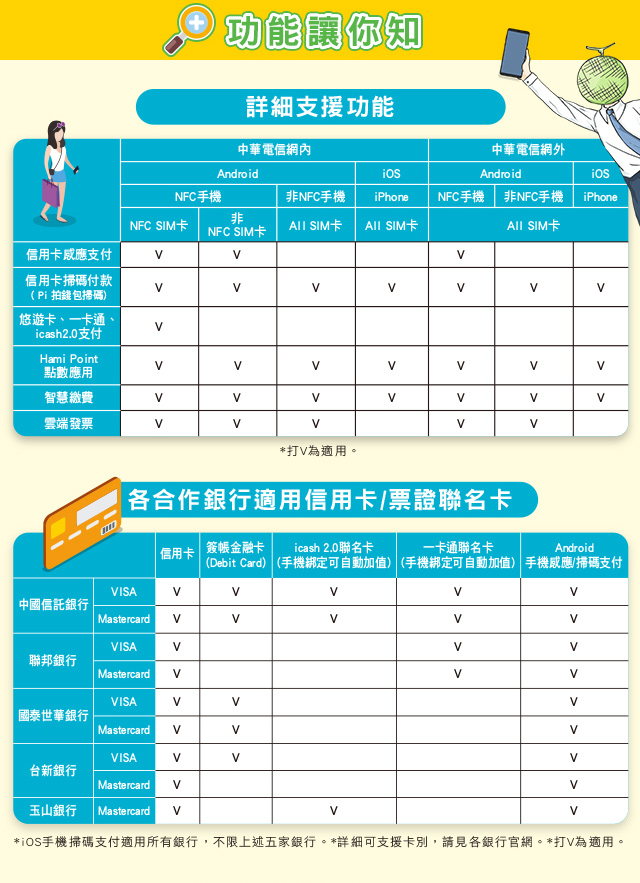 功能讓你知
詳細支援功能
中華電信網內 中華電信網外
Android iOS Android iOS
NFC手機 非NFC手機 iPhone NFC手機 非NFC手機 iPhone
NFC SIM卡 非 NFC SIM卡 All SIM卡 All SIM卡 All SIM卡
信用卡感應支付 V V V
信用卡掃碼付款
(Pi 拍錢包掃碼) V V V V V V V
悠遊卡、一卡通、
icash2.0支付 V
Hami Point
點數應用 V V V V V V V
智慧繳費 V V V V V V V
雲端發票 V V V V V
*打V為適用。
各合作銀行適用信用卡/票證聯名卡
信用卡 簽帳金融卡 icash 2.0聯名卡 一卡通聯名卡 Android
(Debit Card) (手機綁定可自動加值) (手機綁定可自動加值) 手機感應/掃碼支付
中國信託銀行 VISA V V V V V
Mastercard V V V V V
聯邦銀行 VISA V V V
Mastercard V V V
國泰世華銀行 VISA V V V
Mastercard V V V
台新銀行 VISA V V V
Mastercard V V
玉山銀行 Mastercard V V V
*iOS手機掃碼支付適用所有銀行，不限上述五家銀行。*詳細可支援卡別，請見各銀行官網。*打V為適用。